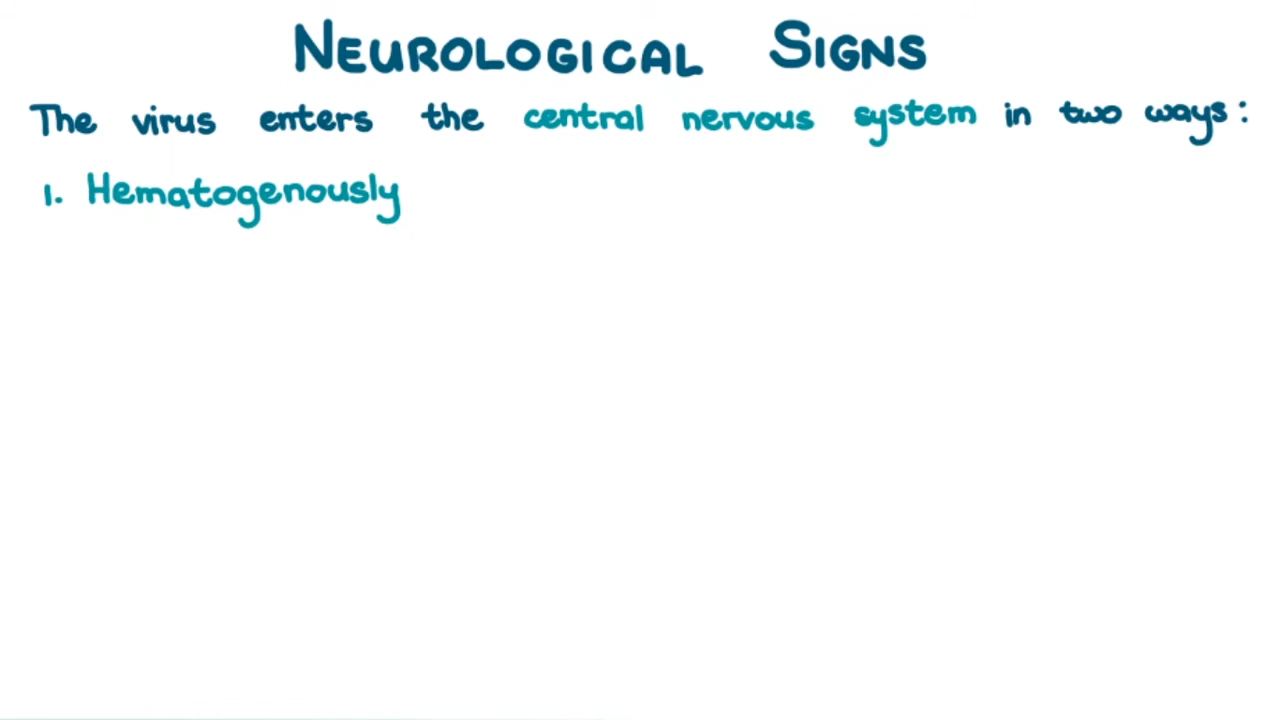 NEUROLOGICAL SIGNS
The virus enters the central nervous system in two ways:
1. Hematogenously